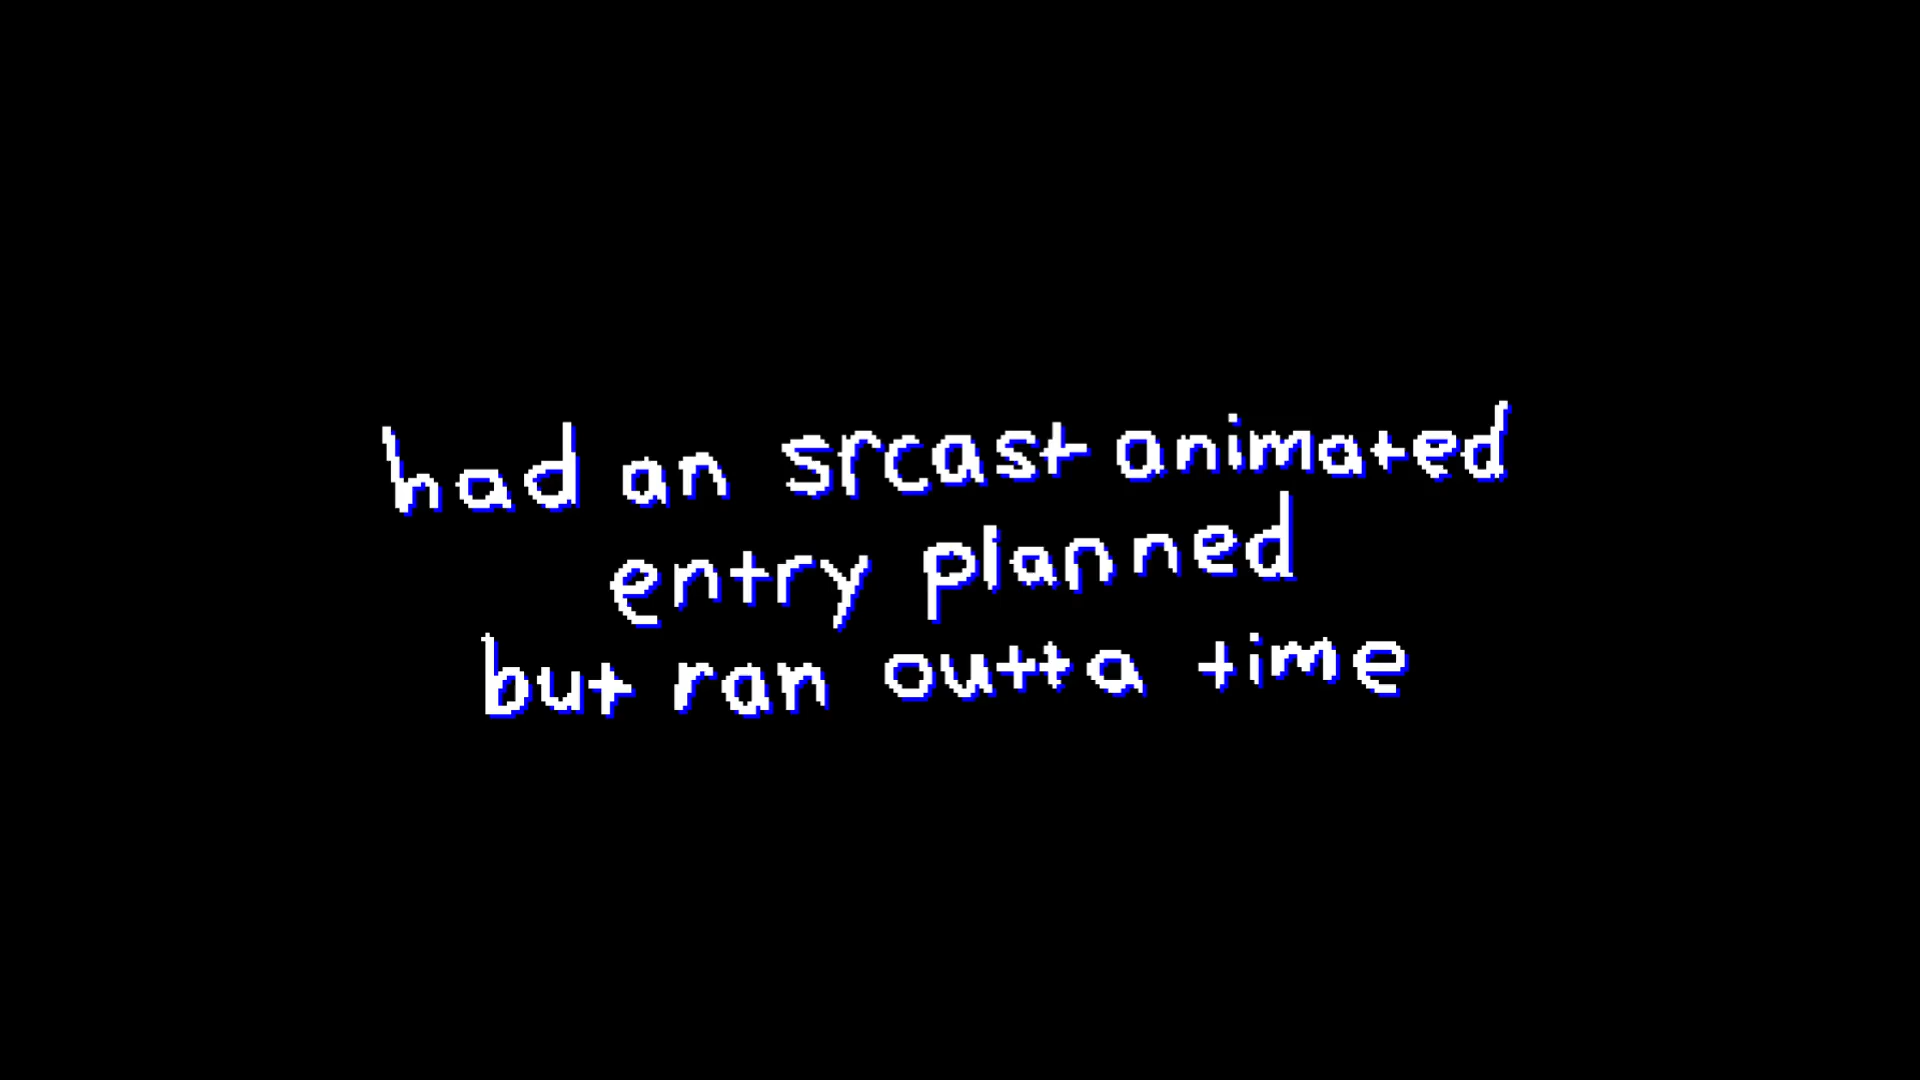 had an srcast animated
entry planned
but ran outta time